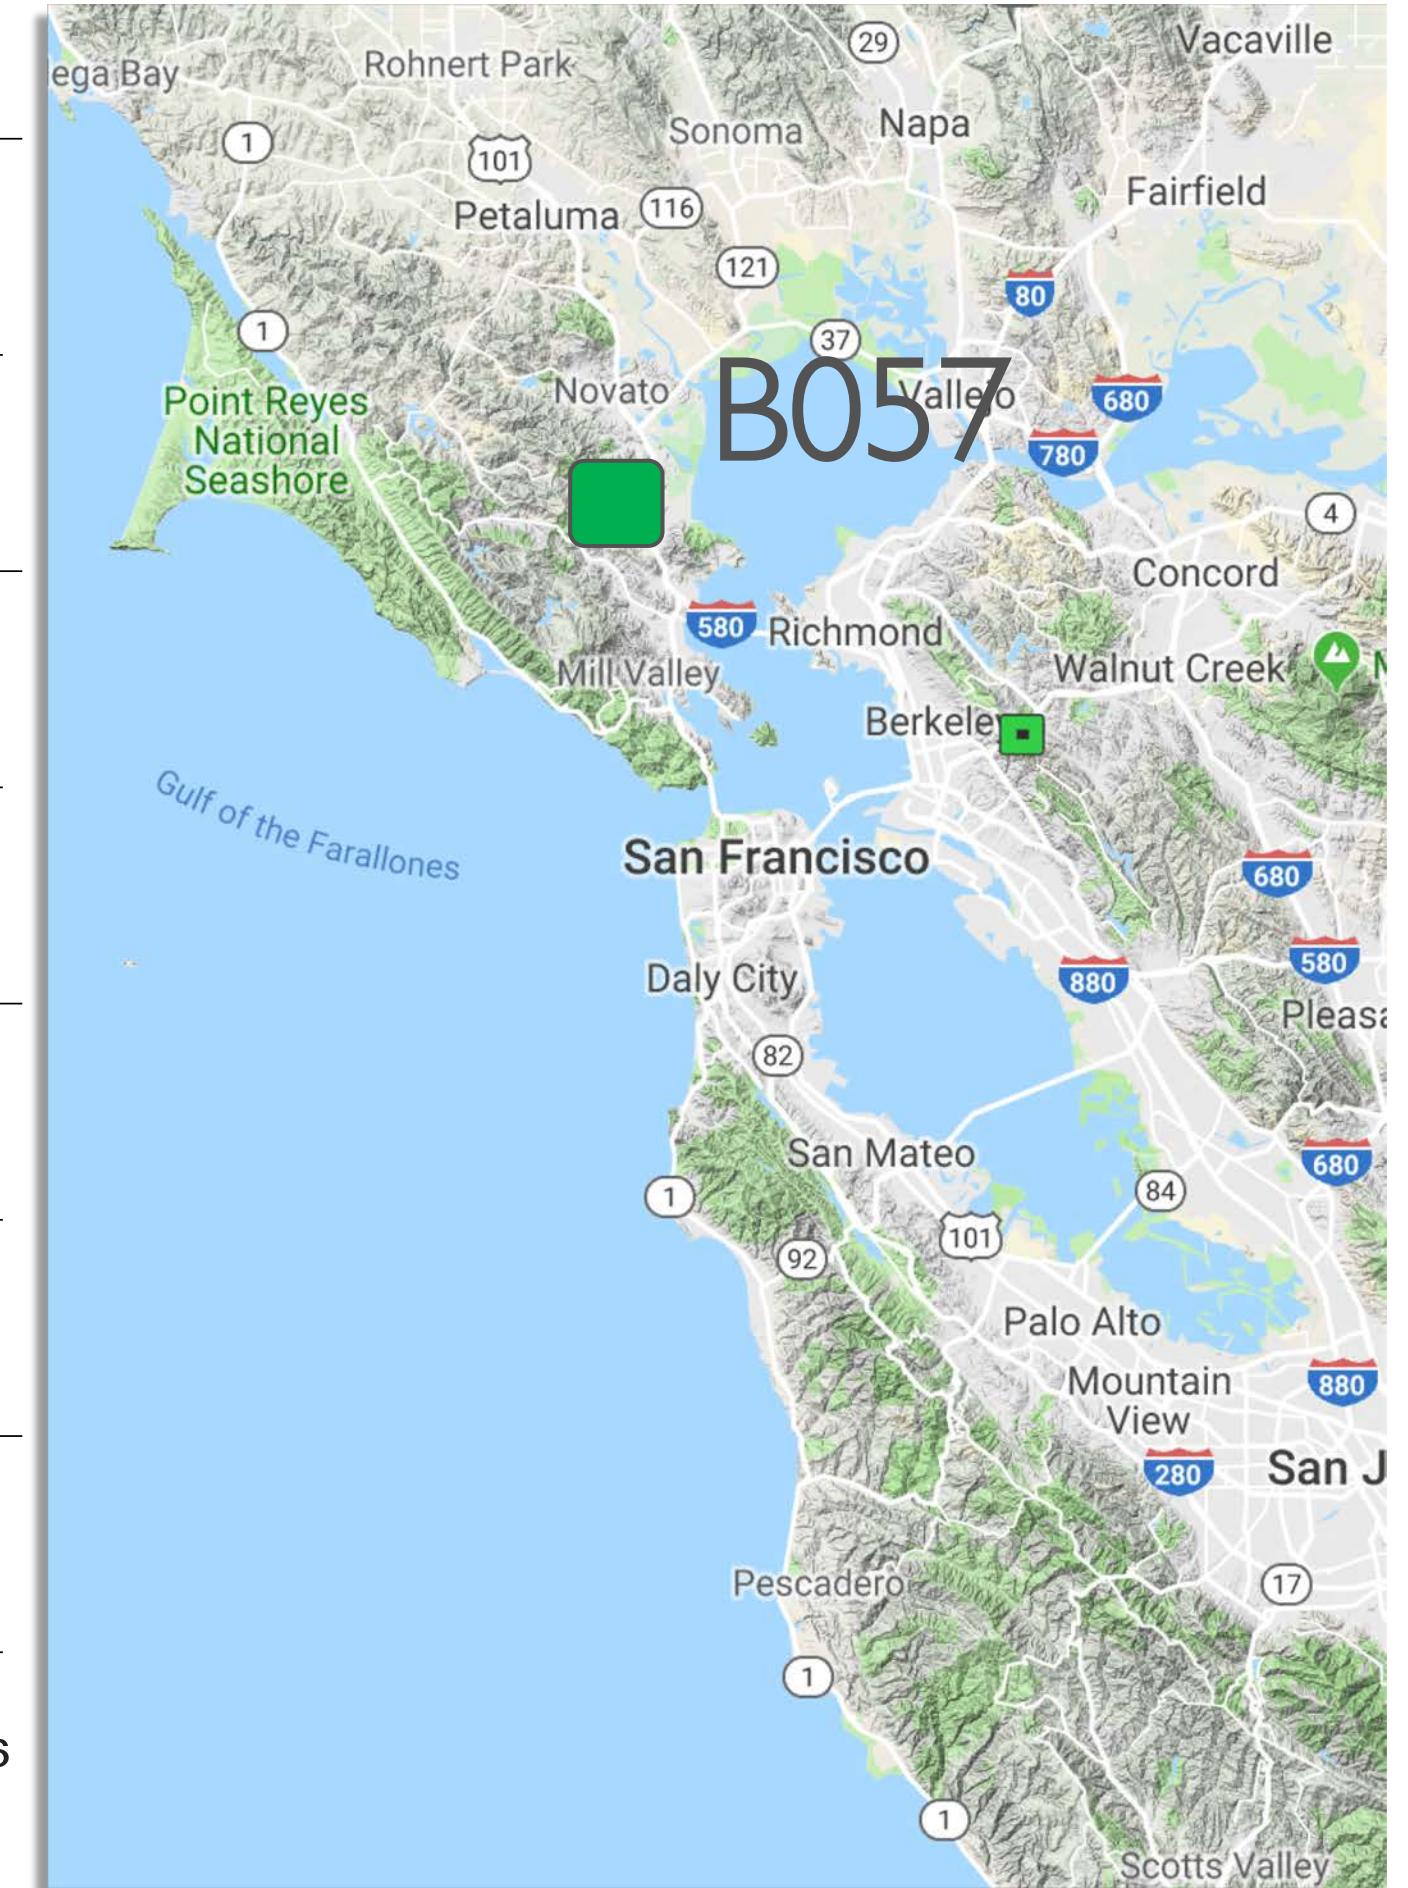 29
Vacaville
ega Bay
Rohnert Park
1
101
Sonoma
Napa
Petaluma
116
Fairfield
121
80
1
37
B057
Novato
Vallejo
680
Point Reyes
National
Seashore
780
4
Concord
580
Richmond
Mill Valley
Walnut Creek
M
Berkeley
Gulf of the Farallones
San Francisco
680
Daly City
880
580
Pleasa
82
San Mateo
680
1
84
101
92
Palo Alto
Mountain
View
880
280
San J
Pescadero
17
1
s
1
Scotts Valley